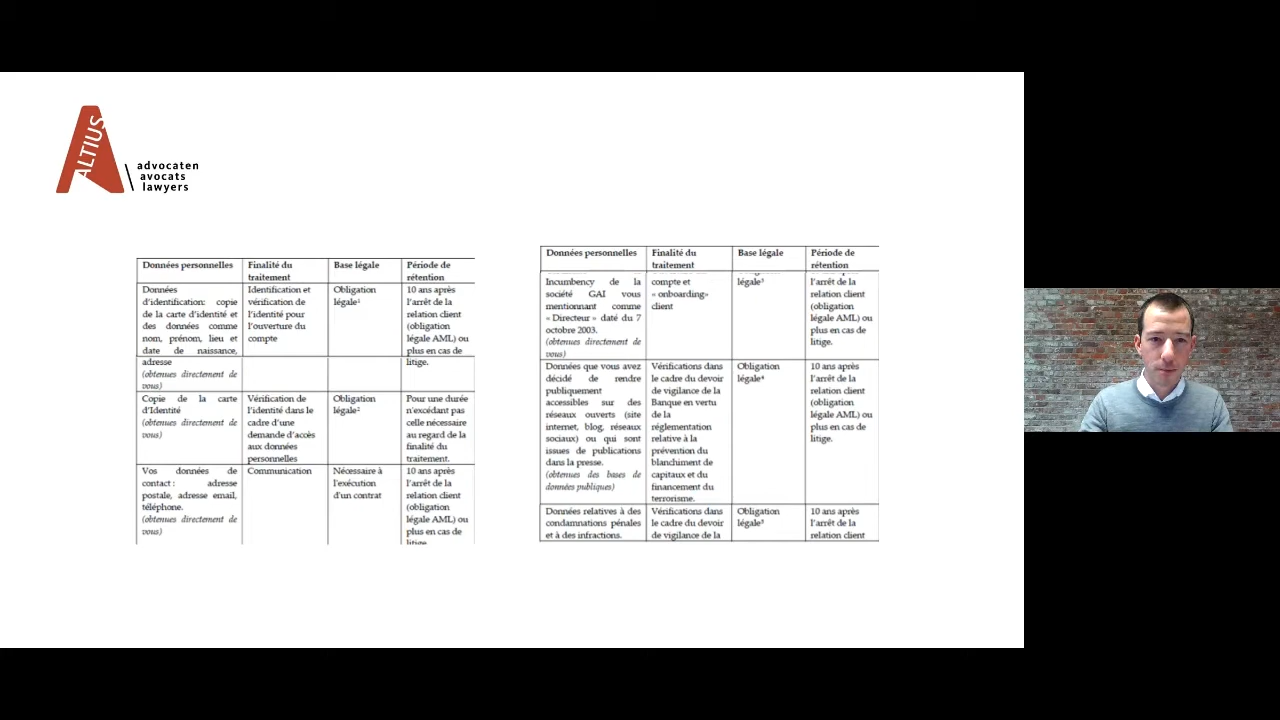 ALTIUS
advocaten
avocats
lawyers
Données personnelles
Finalité du
traitement
Base légale
Période de
rétention
Données
d'identification: copie
de la carte d'identité et
des données comme
nom, prénom, lieu et
date de naissance,
adresse
(obtenues directement de
vous)
Identification et
vérification de
l'identité pour
l'ouverture du
compte
Obligation
légale¹
10 ans après
l'arrêt de la
relation client
(obligation
légale AML) ou
plus en cas de
litige.
Copie de la carte
d'Identité
(obtenues directement de
vous)
Vérification de
l'identité dans le
cadre d'une
demande d'accès
aux données
personnelles
Obligation
légale²
Pour une durée
n'excédant pas
celle nécessaire
au regard de la
finalité du
traitement.
Vos données de
contact : adresse
postale, adresse email,
téléphone.
(obtenues directement de
vous)
Communication
Nécessaire à
l'exécution
d'un contrat
10 ans après
l'arrêt de la
relation client
(obligation
légale AML) ou
plus en cas de
litige
Données personnelles
Finalité du
traitement
Base légale
Période de
rétention
Incumbency de la
société GAI vous
mentionnant comme
« Directeur » daté du 7
octobre 2003.
(obtenues directement de
vous)
compte et
« onboarding»
client
légale³
l'arrêt de la
relation client
(obligation
légale AML) ou
plus en cas de
litige.
Données que vous avez
décidé de rendre
publiquement
accessibles sur des
réseaux ouverts (site
internet, blog, réseaux
sociaux) ou qui sont
issues de publications
dans la presse.
(obtenues des bases de
données publiques)
Vérifications dans
le cadre du devoir
de vigilance de la
Banque en vertu
de la
réglementation
relative à la
prévention du
blanchiment de
capitaux et du
financement du
terrorisme.
Obligation
légale⁴
10 ans après
l'arrêt de la
relation client
(obligation
légale AML) ou
plus en cas de
litige.
Données relatives à des
condamnations pénales
et à des infractions.
Vérifications dans
le cadre du devoir
de vigilance de la
Obligation
légale⁵
10 ans après
l'arrêt de la
relation client